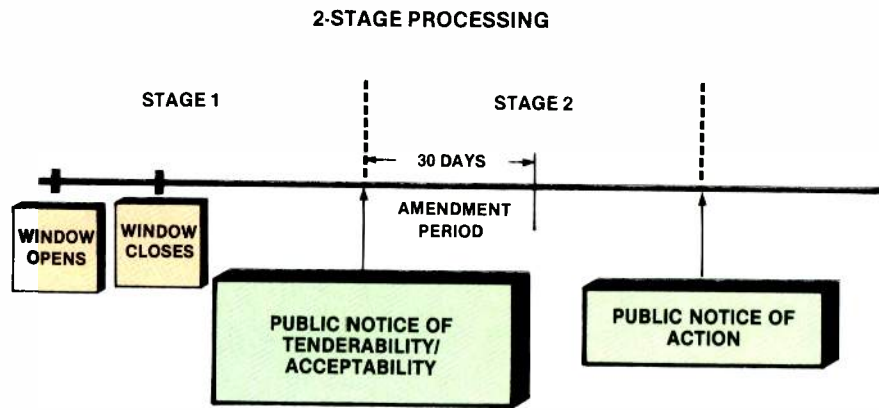 2-STAGE PROCESSING
STAGE 1
STAGE 2
30 DAYS
AMENDMENT
PERIOD
WINDOW
OPENS
WINDOW
CLOSES
PUBLIC NOTICE OF
TENDERABILITY/
ACCEPTABILITY
PUBLIC NOTICE OF
ACTION